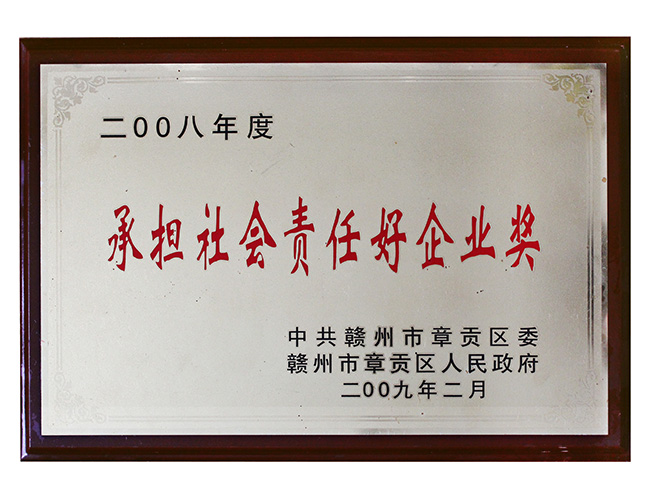 二00八年度
承担社会责任好企业奖
中共赣州市章贡区委
赣州市章贡区人民政府
二00九年二月